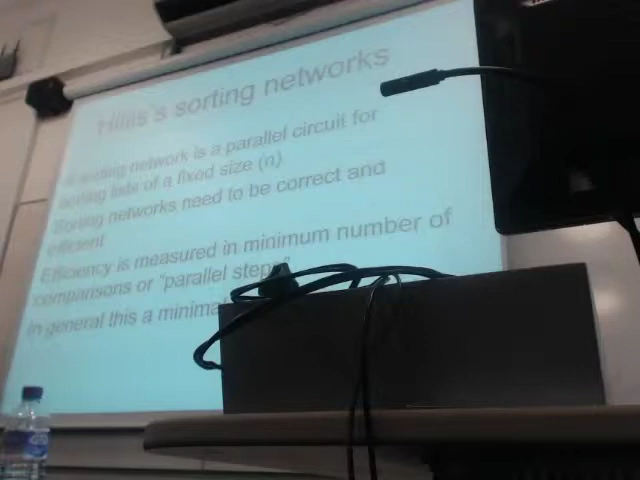 Hillis's sorting networks
A sorting network is a parallel circuit for
sorting lists of a fixed size (n)
Sorting networks need to be correct and
efficient
Efficiency is measured in minimum number of
comparisons or "parallel steps"
In general this a minimal